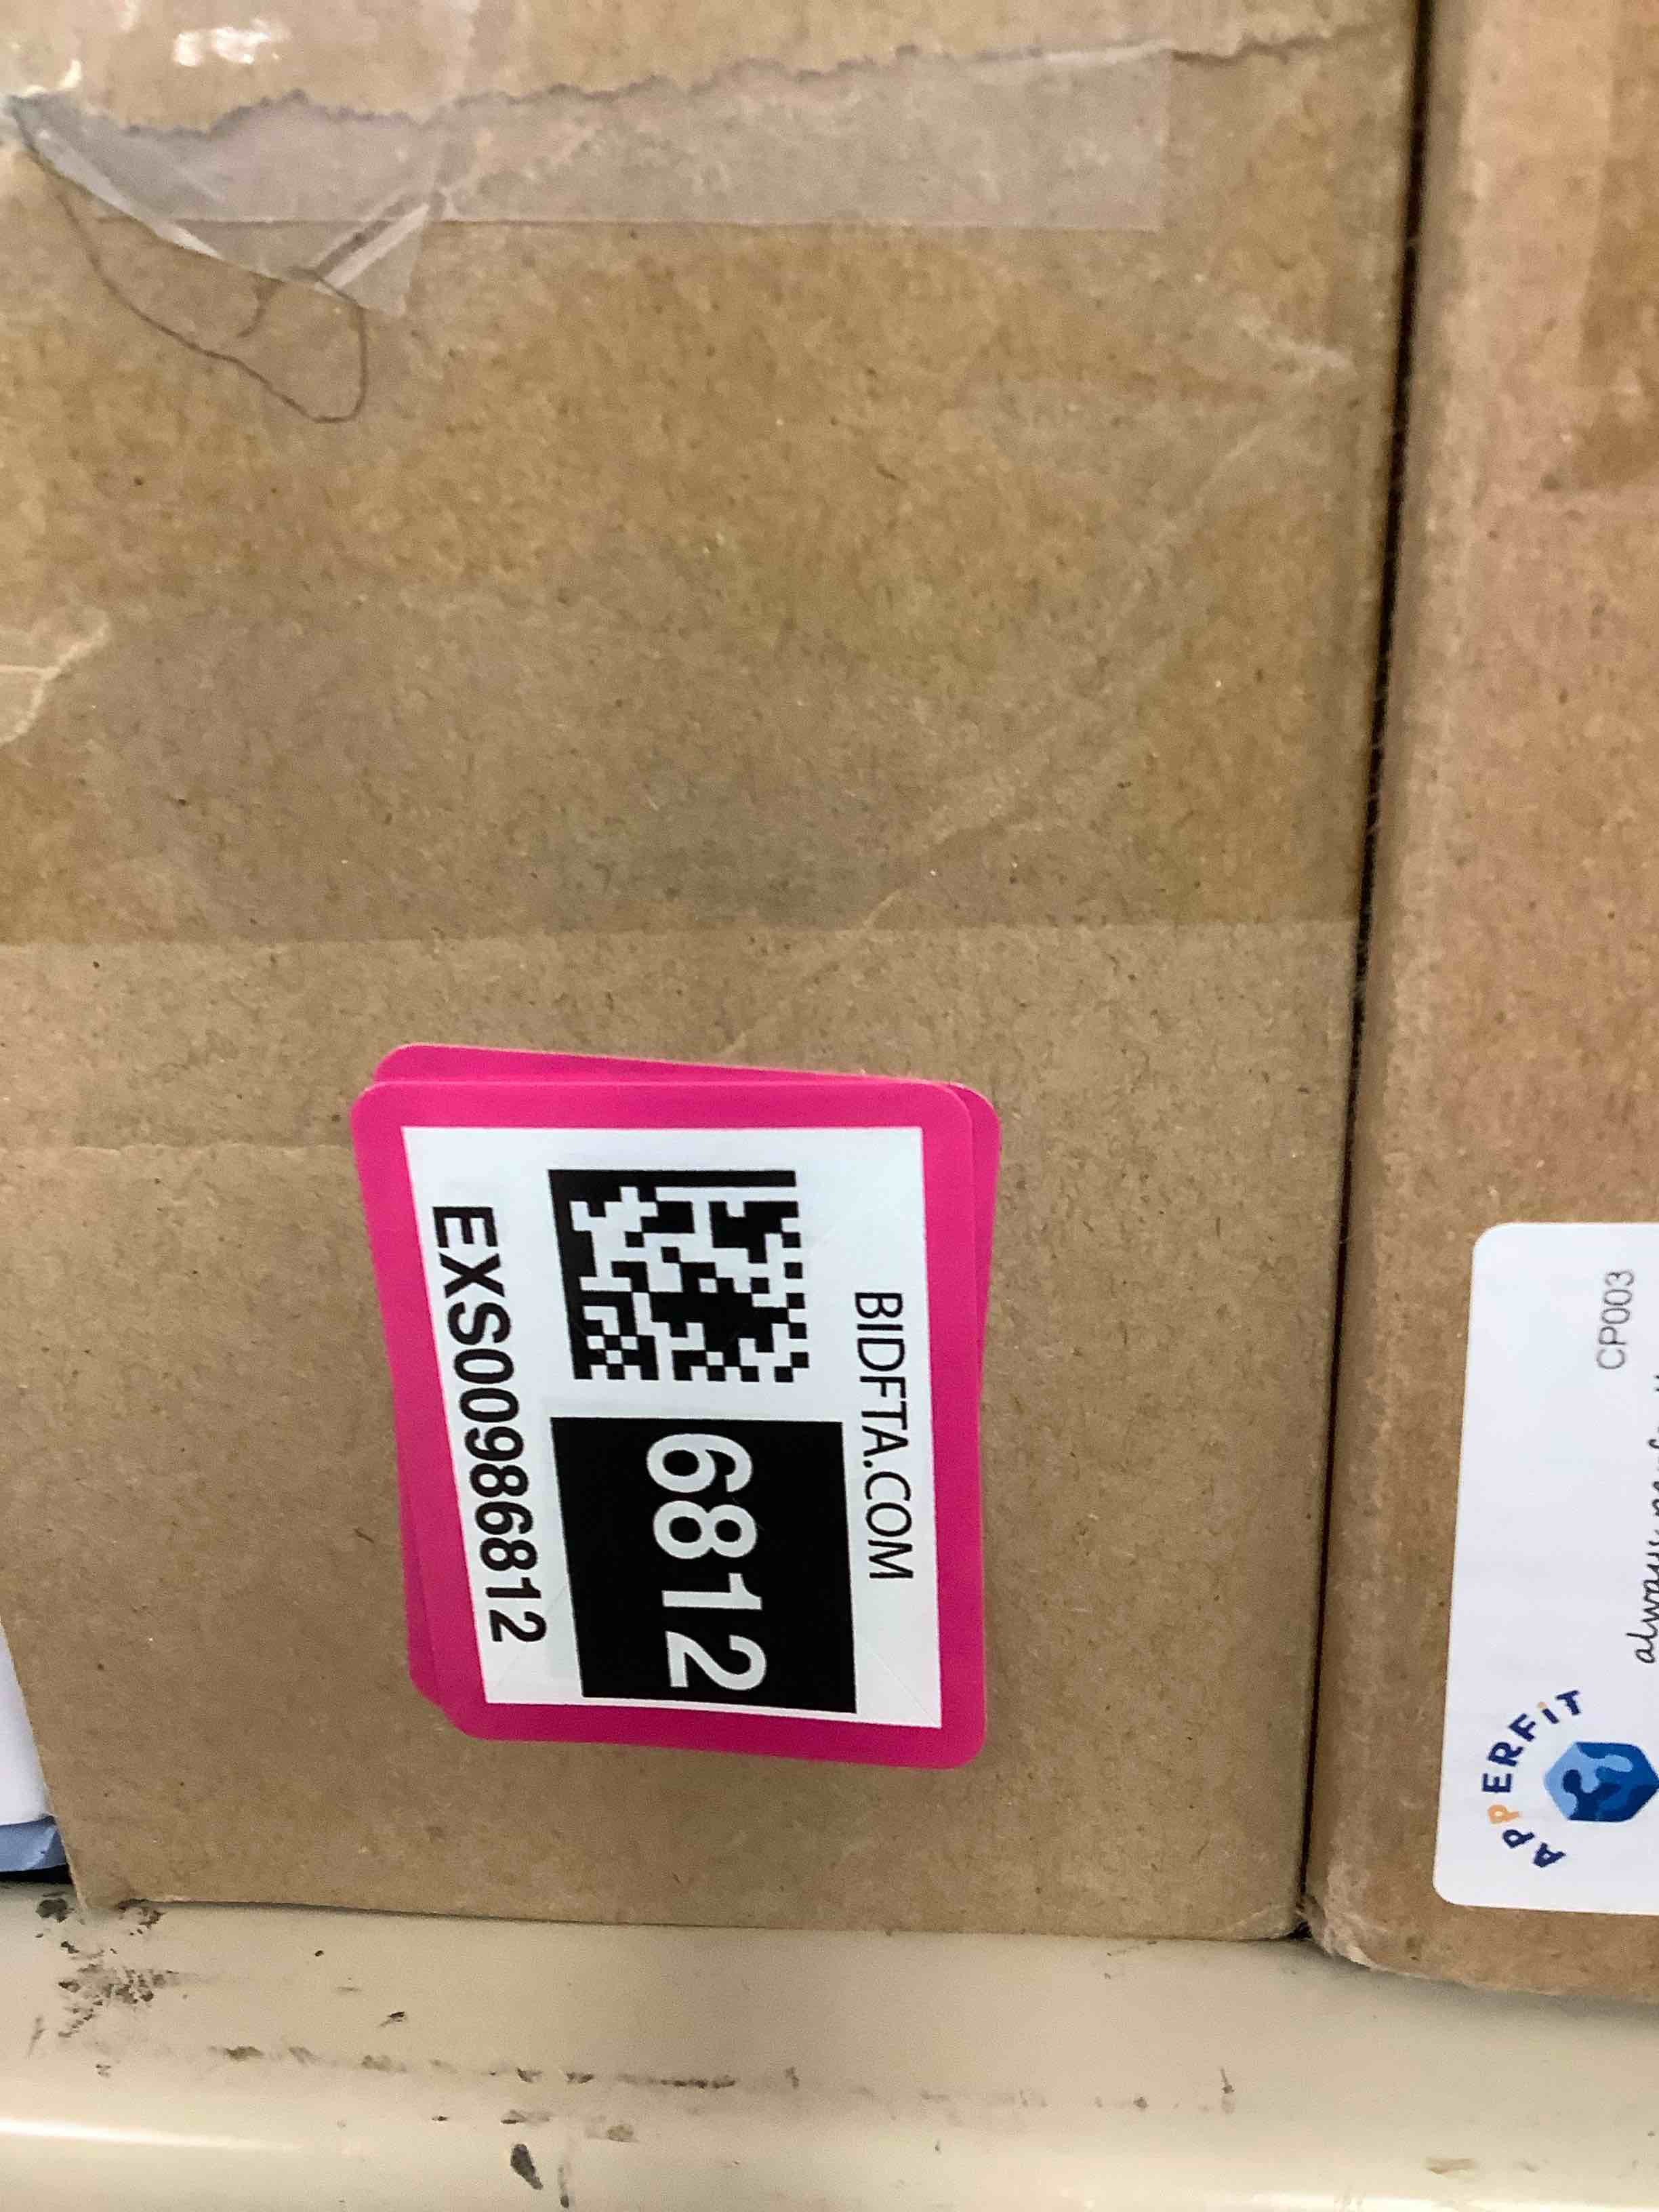 BIDFTA.COM
6812
EXS00986812
CP003
APPERFiT